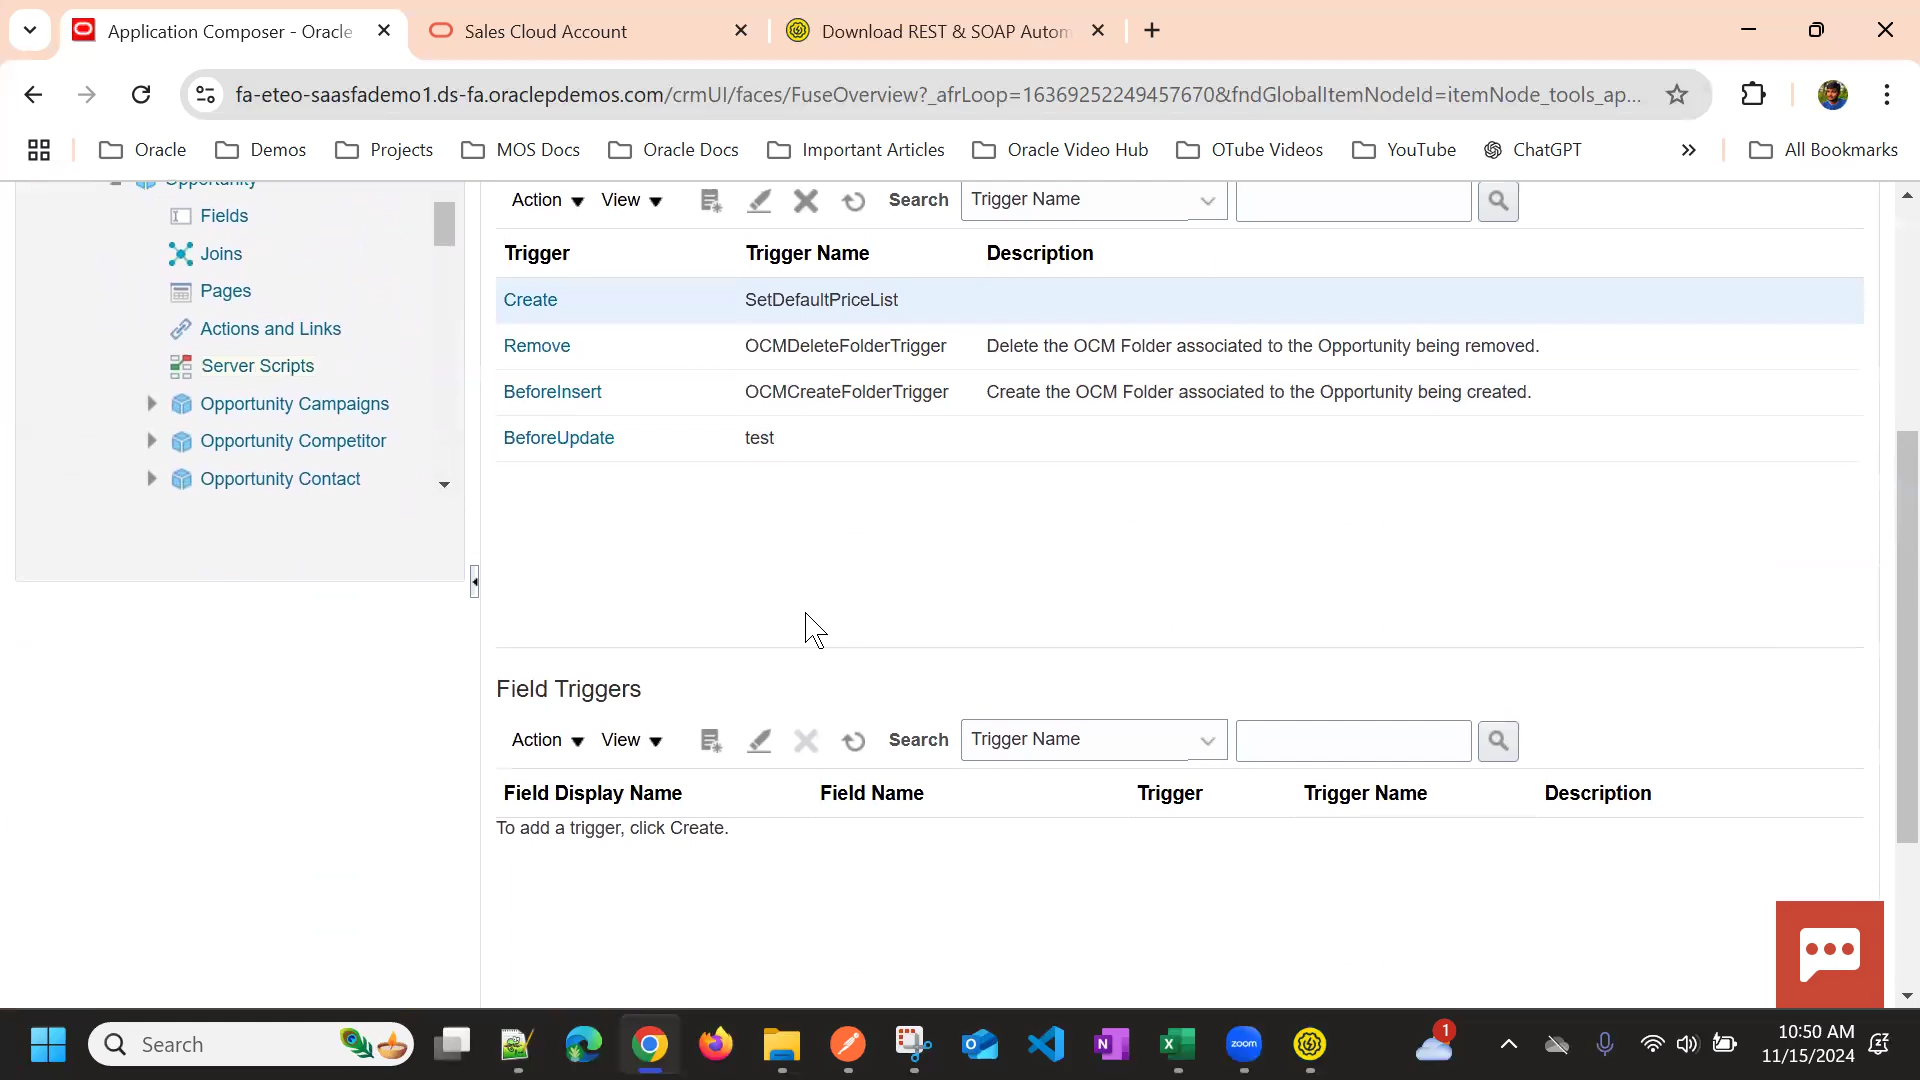 Application Composer - Oracle
Sales Cloud Account
Download REST & SOAP Autom
fa-eteo-saasfademo1.ds-fa.oraclepdemos.com/crmUI/faces/FuseOverview?_afrLoop=16369252249457670&fndGlobalItemNodeId=itemNode_tools_ap...
Oracle
Demos
Projects
MOS Docs
Oracle Docs
Important Articles
Oracle Video Hub
OTube Videos
YouTube
ChatGPT
All Bookmarks
Opportunity
Fields
Joins
Pages
Actions and Links
Server Scripts
Opportunity Campaigns
Opportunity Competitor
Opportunity Contact
Action View Search Trigger Name
Trigger Trigger Name Description
Create SetDefaultPriceList
Remove OCMDeleteFolderTrigger Delete the OCM Folder associated to the Opportunity being removed.
BeforeInsert OCMCreateFolderTrigger Create the OCM Folder associated to the Opportunity being created.
BeforeUpdate test
Field Triggers
Action View Search Trigger Name
Field Display Name Field Name Trigger Trigger Name Description
To add a trigger, click Create.
Search
zoom
1
10:50 AM
11/15/2024